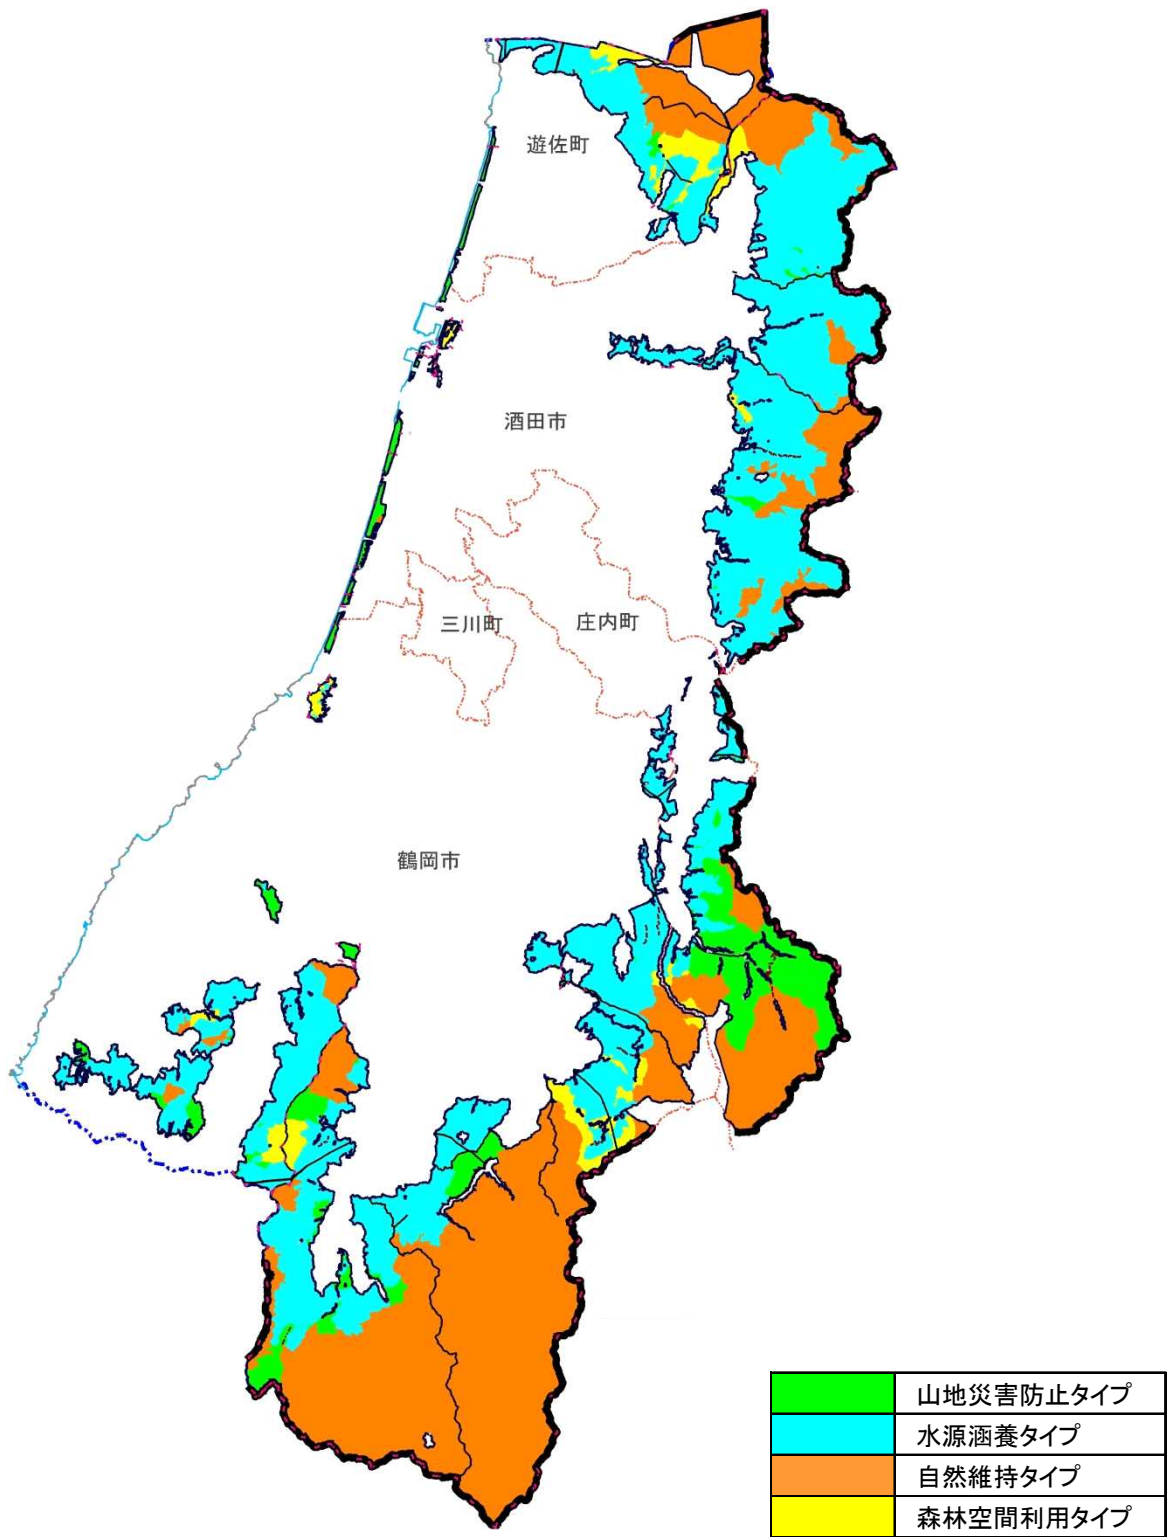 遊佐町
酒田市
三川町
庄内町
鶴岡市
山地災害防止タイプ
水源涵養タイプ
自然維持タイプ
森林空間利用タイプ